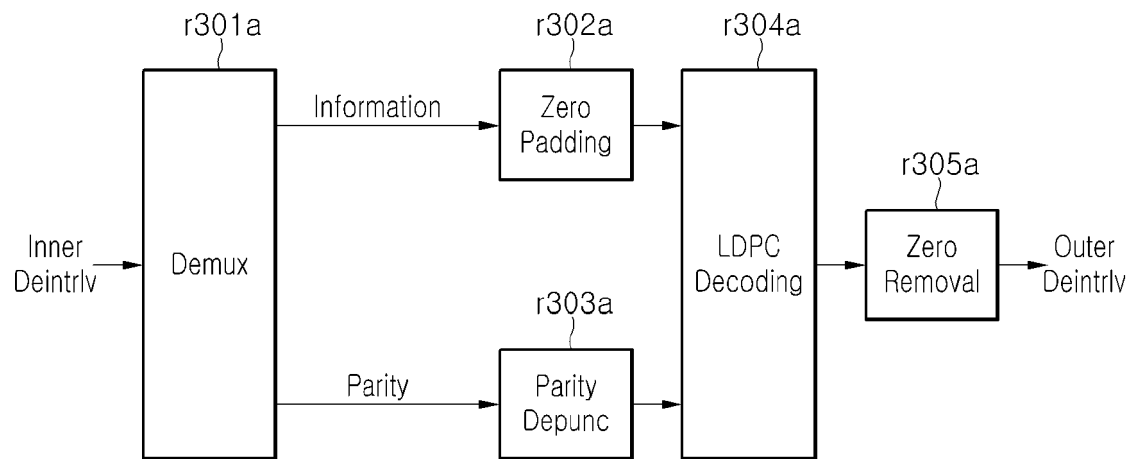 r301a
r302a
r304a
Information
Zero
Padding
r305a
Inner
Deintrlv
Demux
LDPC
Decoding
Zero
Removal
Outer
Deintrlv
r303a
Parity
Parity
Depunc